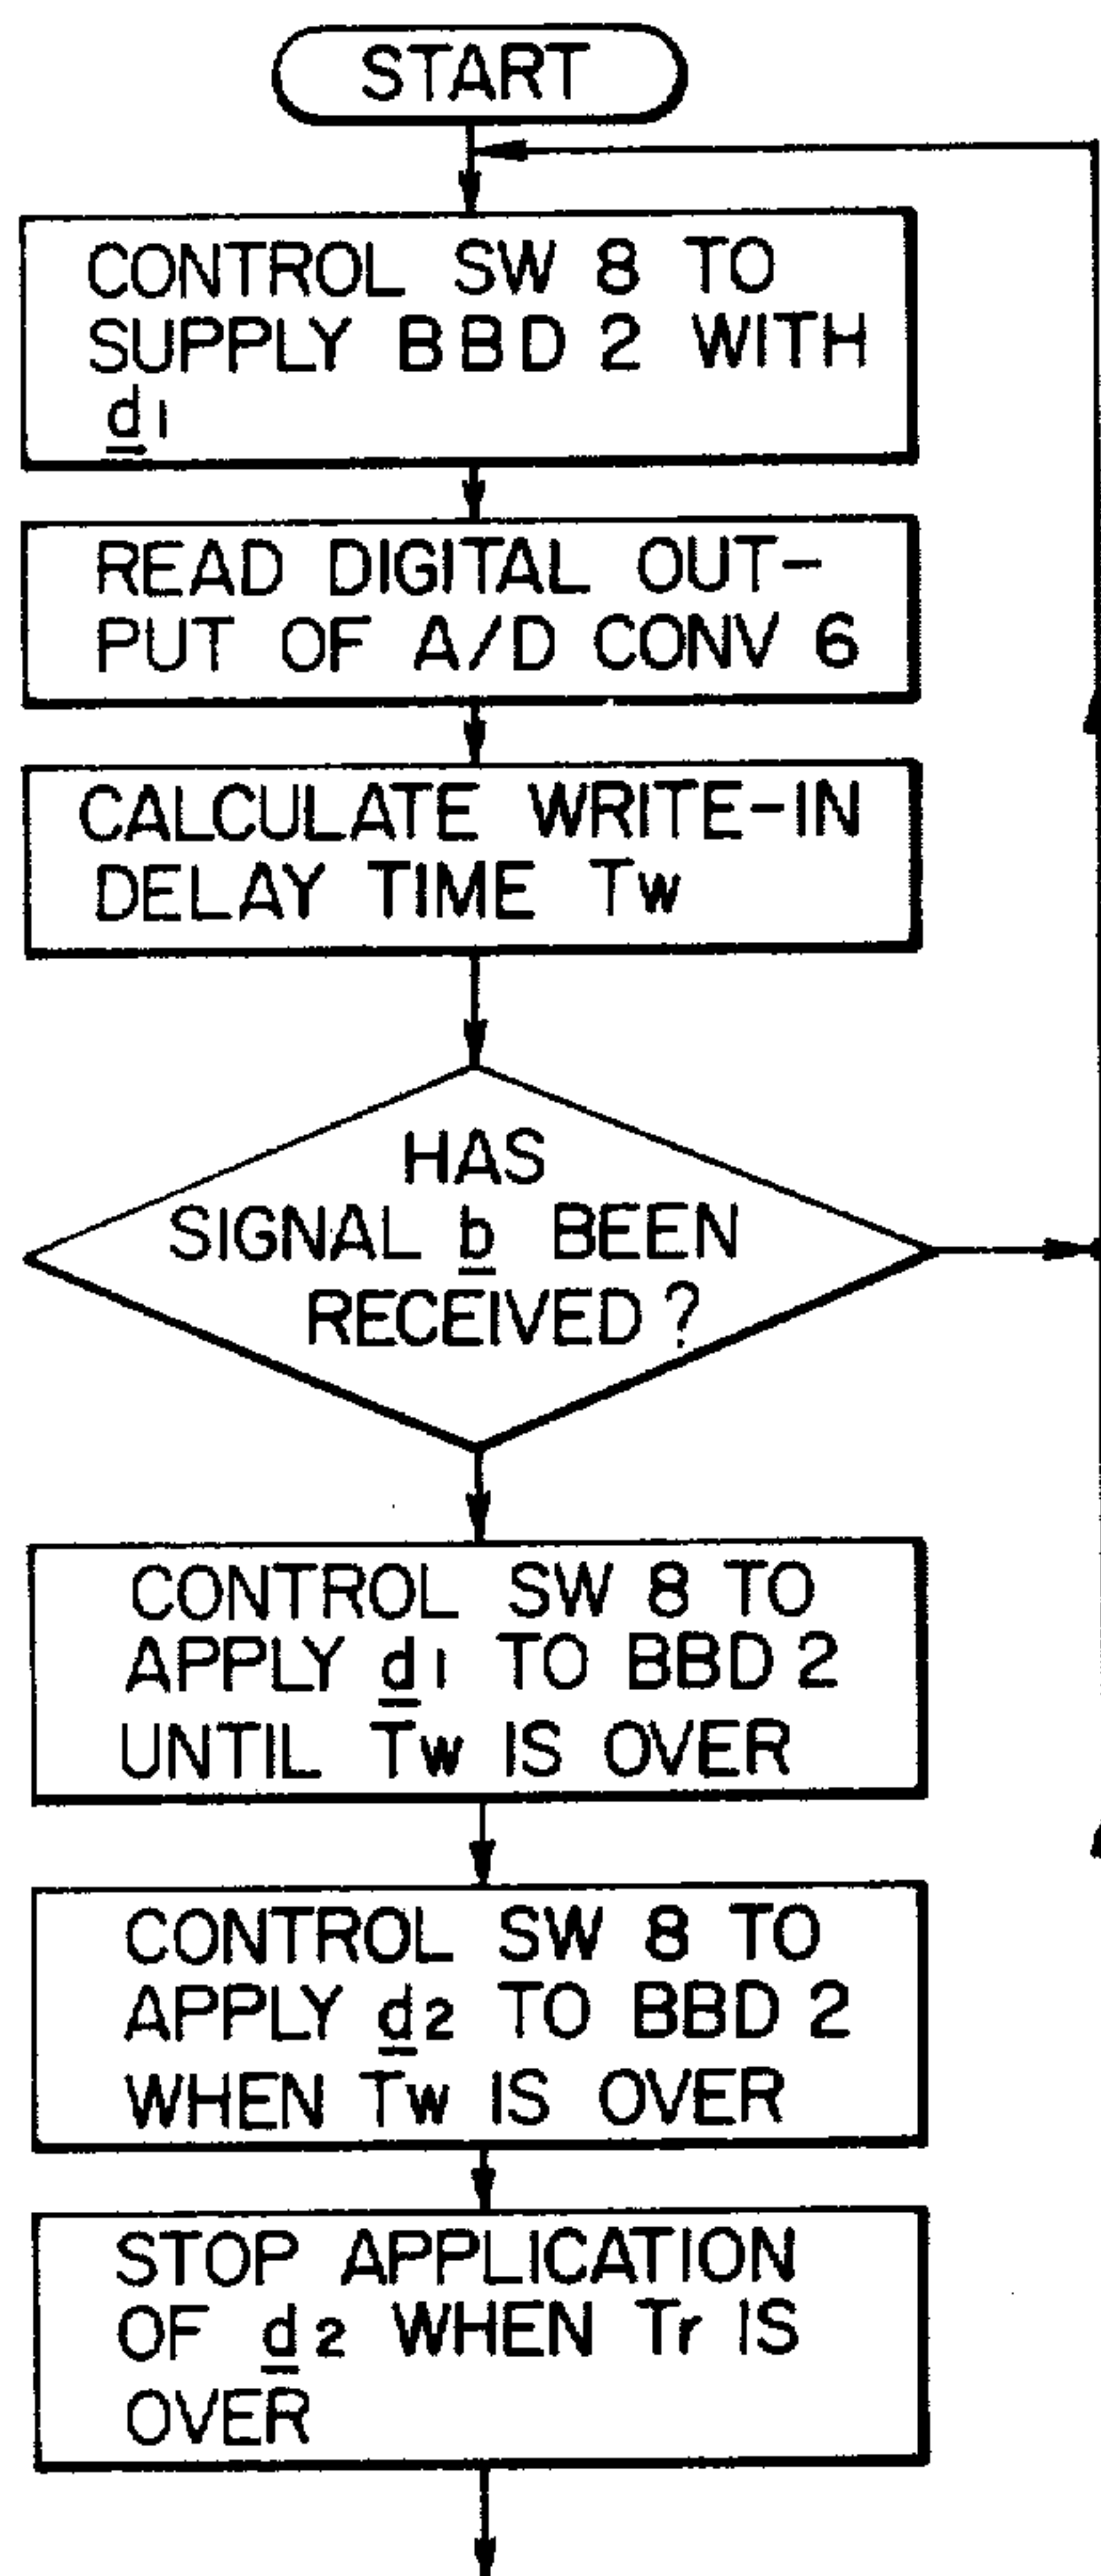 START
CONTROL SW 8 TO
SUPPLY BBD 2 WITH
d1
READ DIGITAL OUT-
PUT OF A/D CONV 6
CALCULATE WRITE-IN
DELAY TIME Tw
HAS
SIGNAL b BEEN
RECEIVED?
CONTROL SW 8 TO
APPLY d1 TO BBD 2
UNTIL Tw IS OVER
CONTROL SW 8 TO
APPLY d2 TO BBD 2
WHEN Tw IS OVER
STOP APPLICATION
OF d2 WHEN Tr IS
OVER